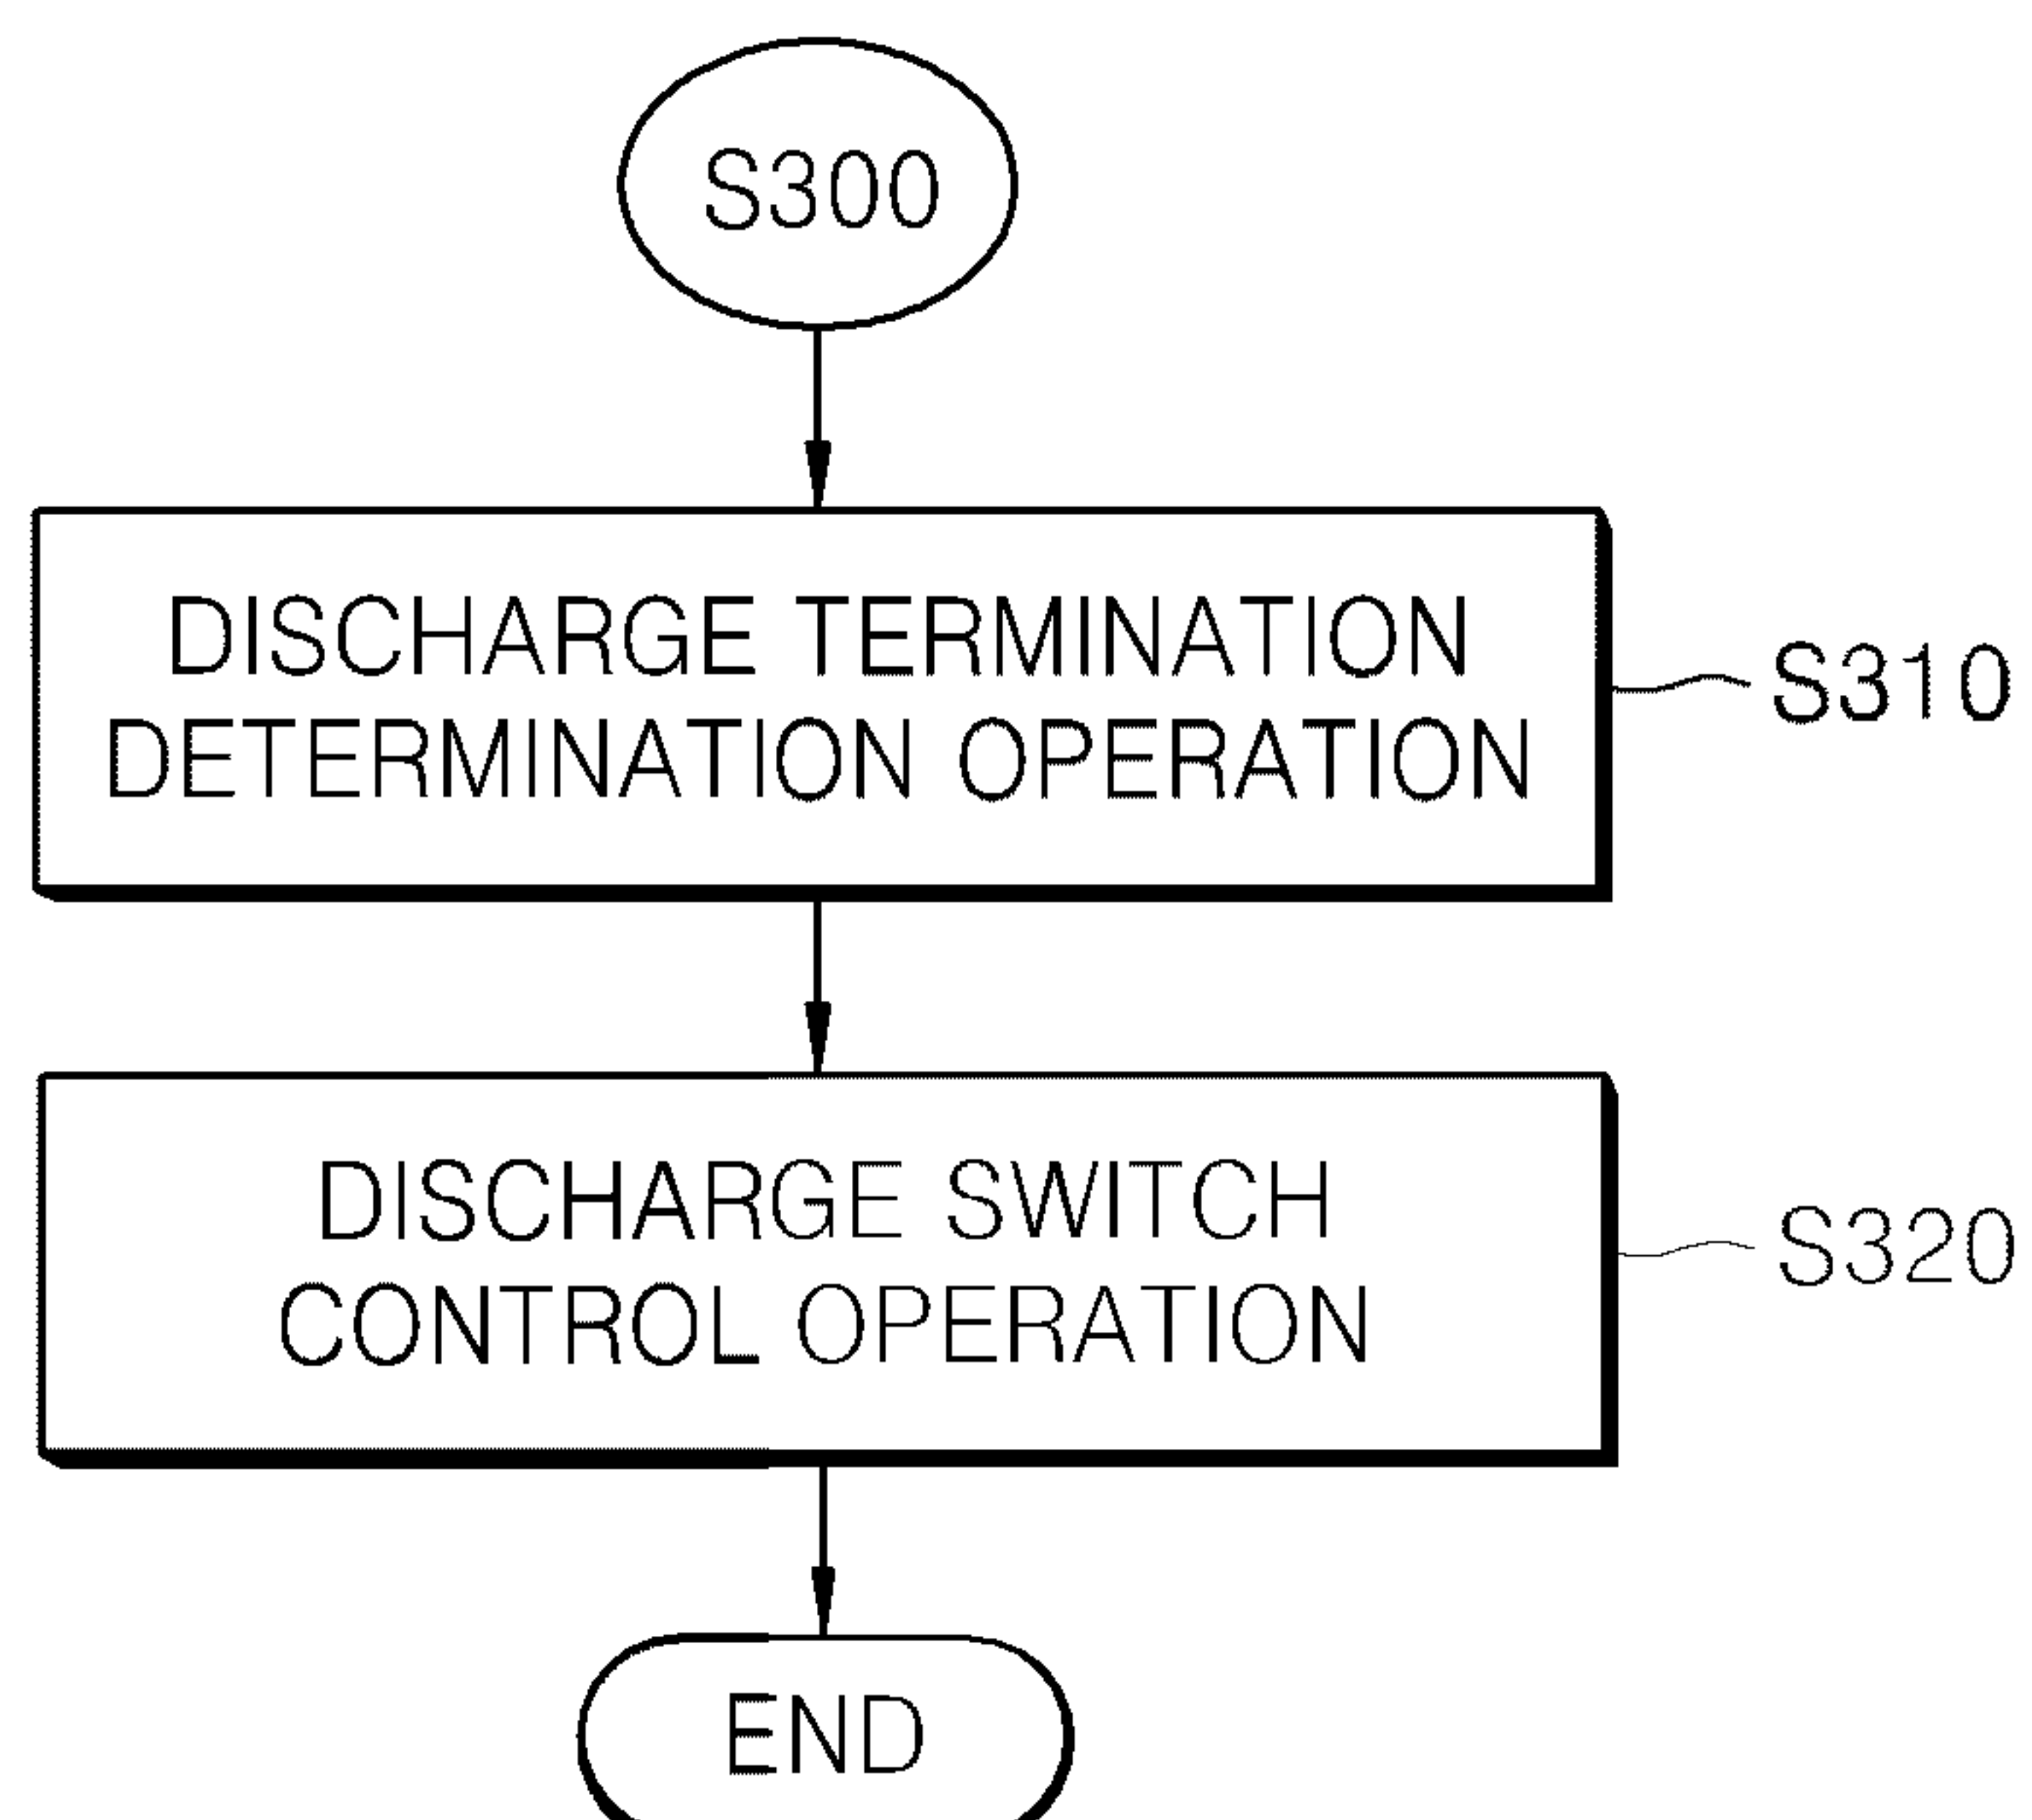 S300
DISCHARGE TERMINATION
DETERMINATION OPERATION
S310
DISCHARGE SWITCH
CONTROL OPERATION
S320
END